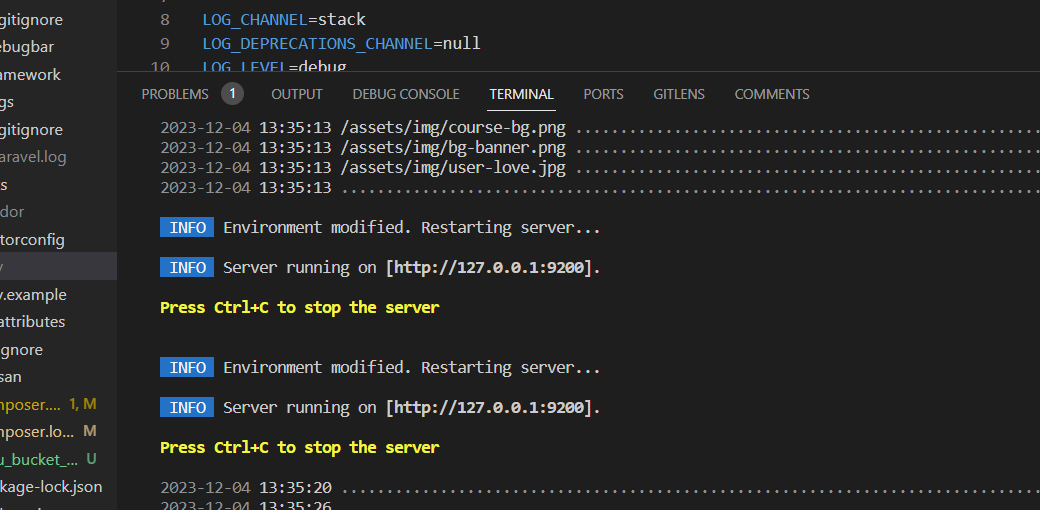 gitignore
ebugbar
amework
gs
gitignore
aravel.log
s
dor
torconfig
y
y.example
attributes
gnore
san
mposer.... 1, M
mposer.lo... M
u_bucket_... U
kage-lock.json
8 LOG_CHANNEL=stack
9 LOG_DEPRECATIONS_CHANNEL=null
10 LOG_LEVEL=debug
PROBLEMS 1 OUTPUT DEBUG CONSOLE TERMINAL PORTS GITLENS COMMENTS
2023-12-04 13:35:13 /assets/img/course-bg.png ....................................................
2023-12-04 13:35:13 /assets/img/bg-banner.png ....................................................
2023-12-04 13:35:13 /assets/img/user-love.jpg ....................................................
2023-12-04 13:35:13 ..............................................................................
INFO Environment modified. Restarting server...
INFO Server running on [http://127.0.0.1:9200].
Press Ctrl+C to stop the server
INFO Environment modified. Restarting server...
INFO Server running on [http://127.0.0.1:9200].
Press Ctrl+C to stop the server
2023-12-04 13:35:20 ..............................................................................
2023-12-04 13:35:26